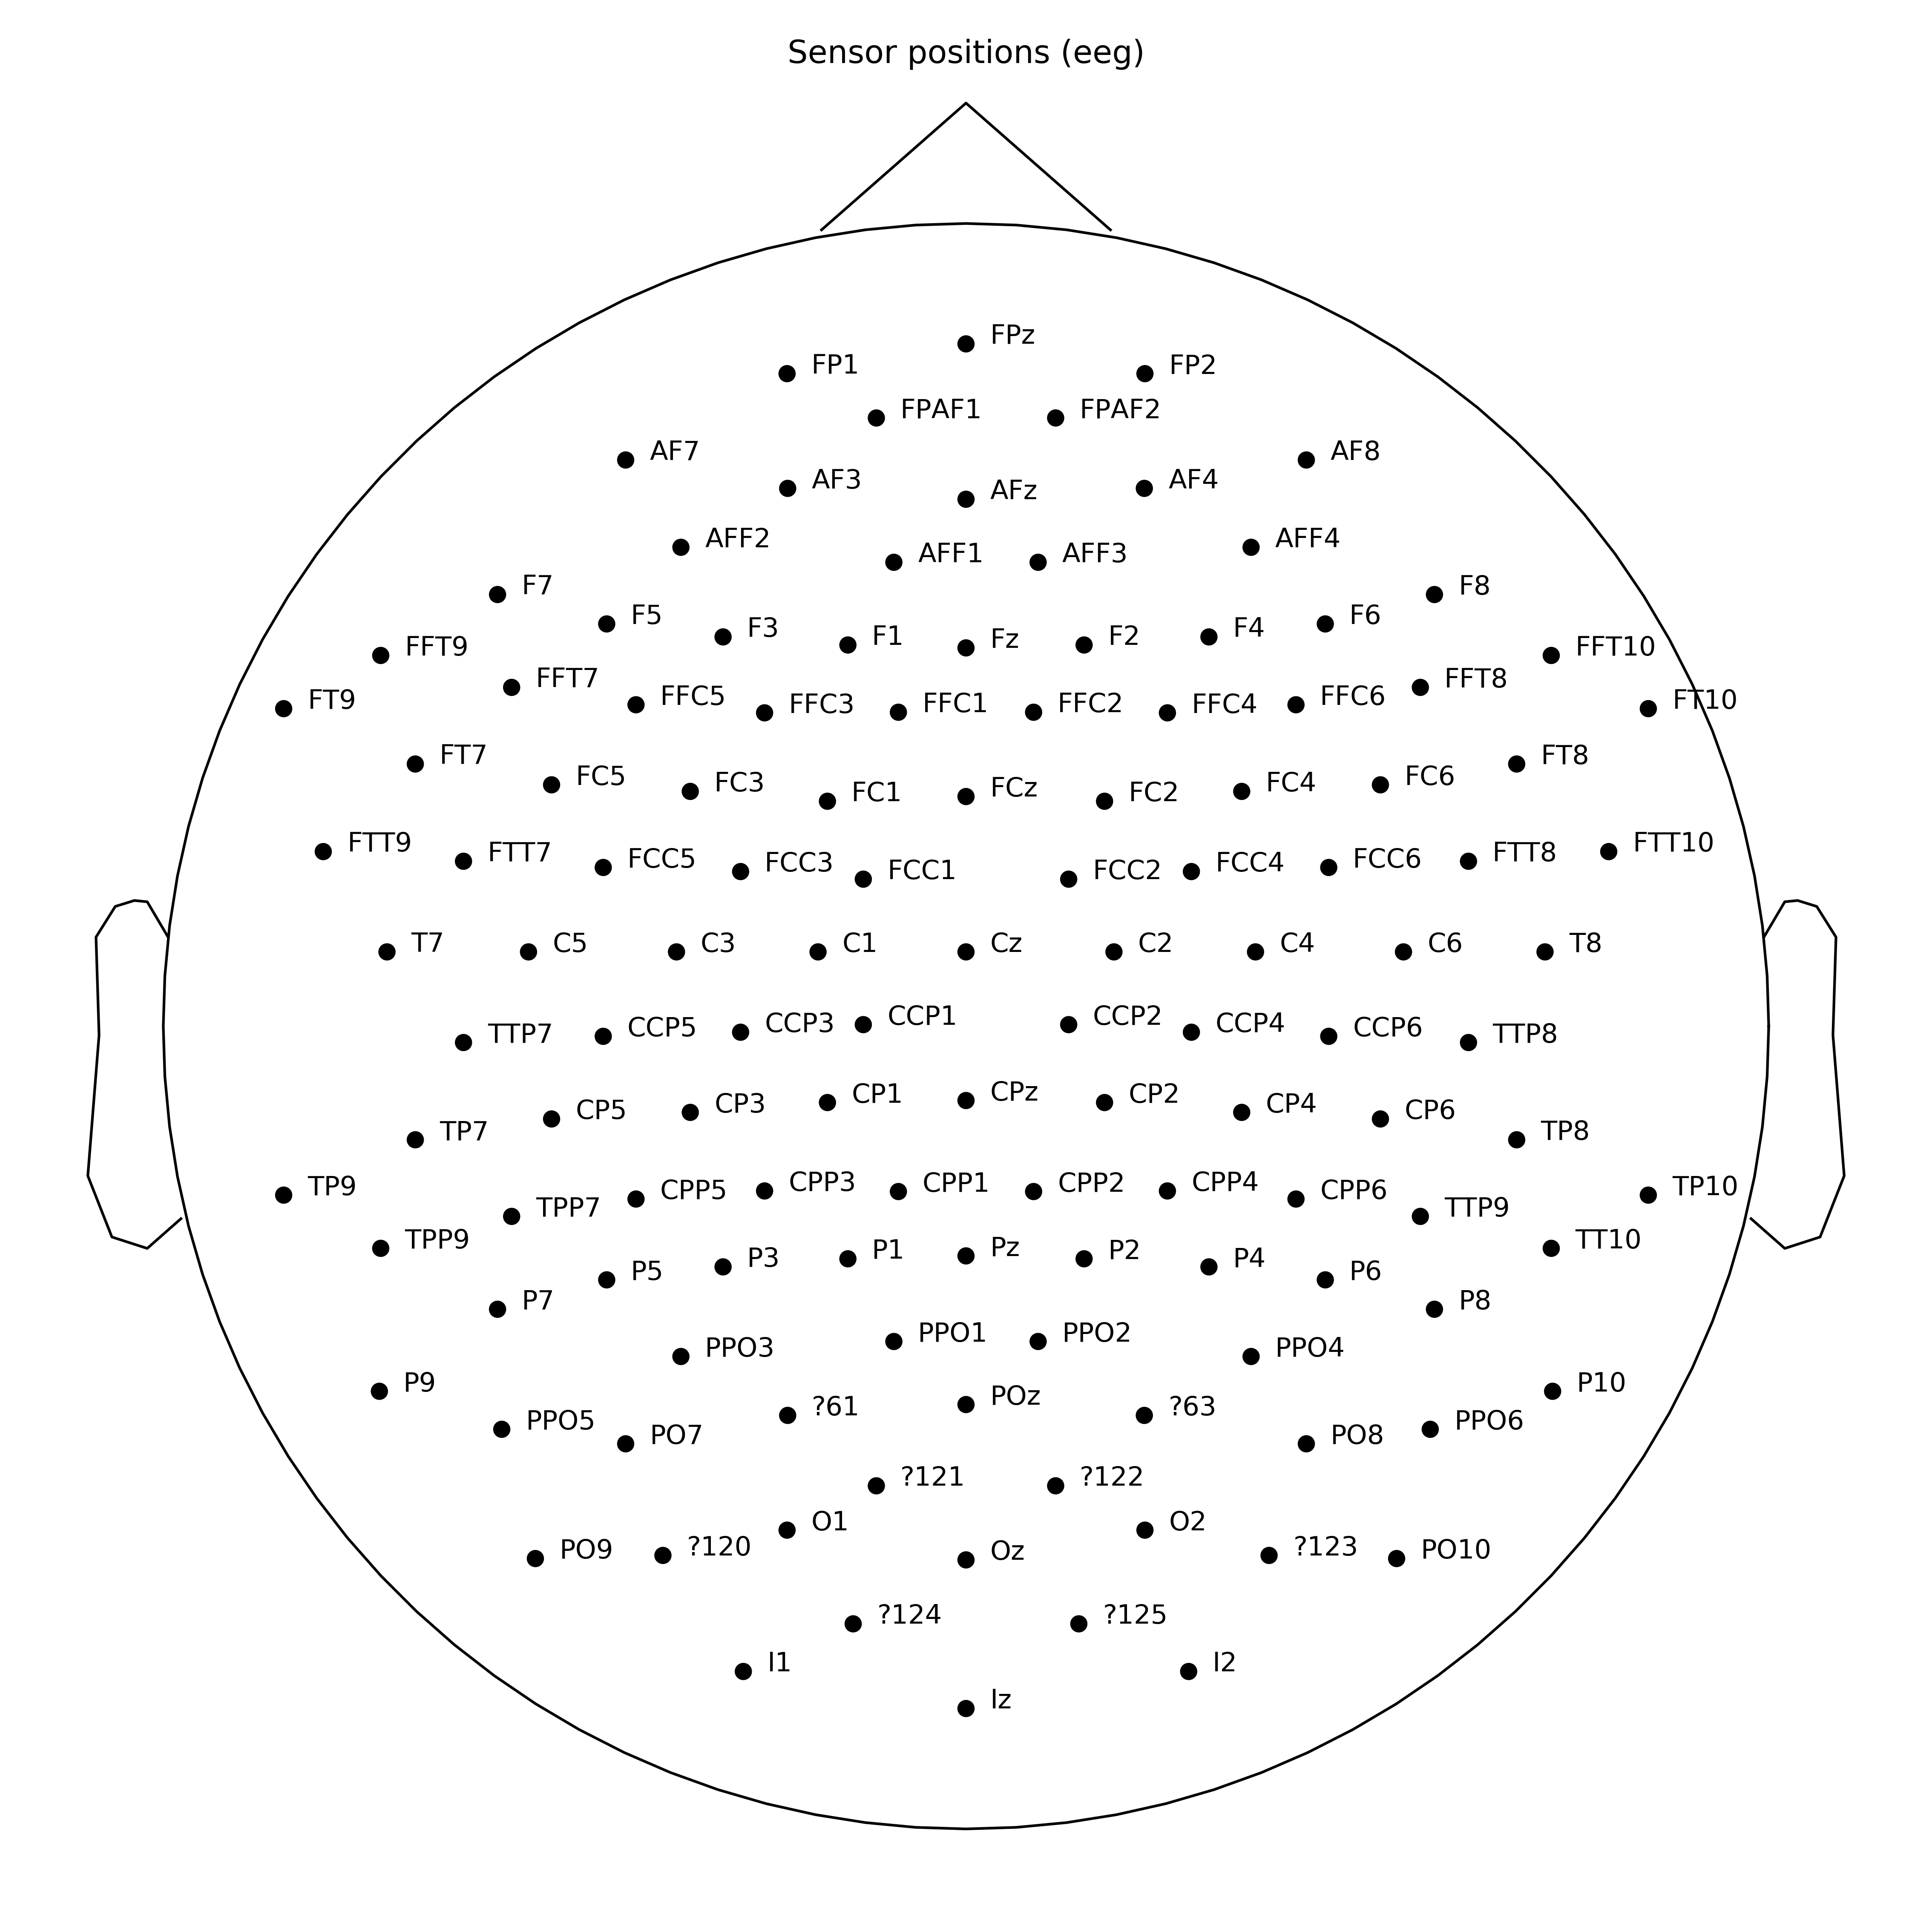 Sensor positions (eeg)
FPz
FP1 FP2
FPAF1 FPAF2
AF7 AF8
AF3 AFz AF4
AFF2 AFF1 AFF3 AFF4
F7 F8
F5 F3 F1 Fz F2 F4 F6
FFT9 FFT10
FFT7 FFT8
FT9 FFC5 FFC3 FFC1 FFC2 FFC4 FFC6 FT10
FT7 FT8
FC5 FC3 FC1 FCz FC2 FC4 FC6
FTT9 FTT7 FCC5 FCC3 FCC1 FCC2 FCC4 FCC6 FTT8 FTT10
T7 C5 C3 C1 Cz C2 C4 C6 T8
TTP7 CCP5 CCP3 CCP1 CCP2 CCP4 CCP6 TTP8
CP5 CP3 CP1 CPz CP2 CP4 CP6
TP7 TP8
TP9 CPP5 CPP3 CPP1 CPP2 CPP4 CPP6 TP10
TPP7 TTP9
TPP9 TT10
P5 P3 P1 Pz P2 P4 P6
P7 P8
PPO3 PPO1 PPO2 PPO4
P9 P10
?61 POz ?63
PPO5 PO7 PO8 PPO6
?121 ?122
O1 O2
PO9 ?120 Oz ?123 PO10
?124 ?125
I1 I2
Iz